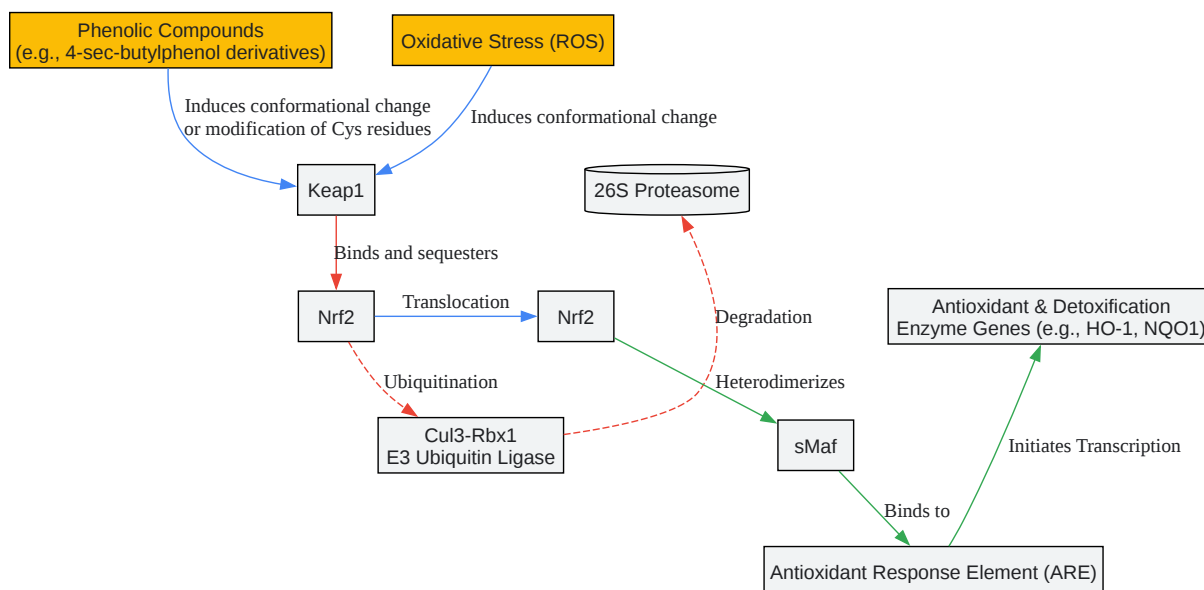 Phenolic Compounds
(e.g., 4-sec-butylphenol derivatives)
Oxidative Stress (ROS)
Induces conformational change
or modification of Cys residues
Induces conformational change
Keap1
26S Proteasome
Binds and sequesters
Nrf2
Translocation
Nrf2
Degradation
Antioxidant & Detoxification
Enzyme Genes (e.g., HO-1, NQO1)
Ubiquitination
Heterodimerizes
Cul3-Rbx1
E3 Ubiquitin Ligase
sMaf
Initiates Transcription
Binds to
Antioxidant Response Element (ARE)